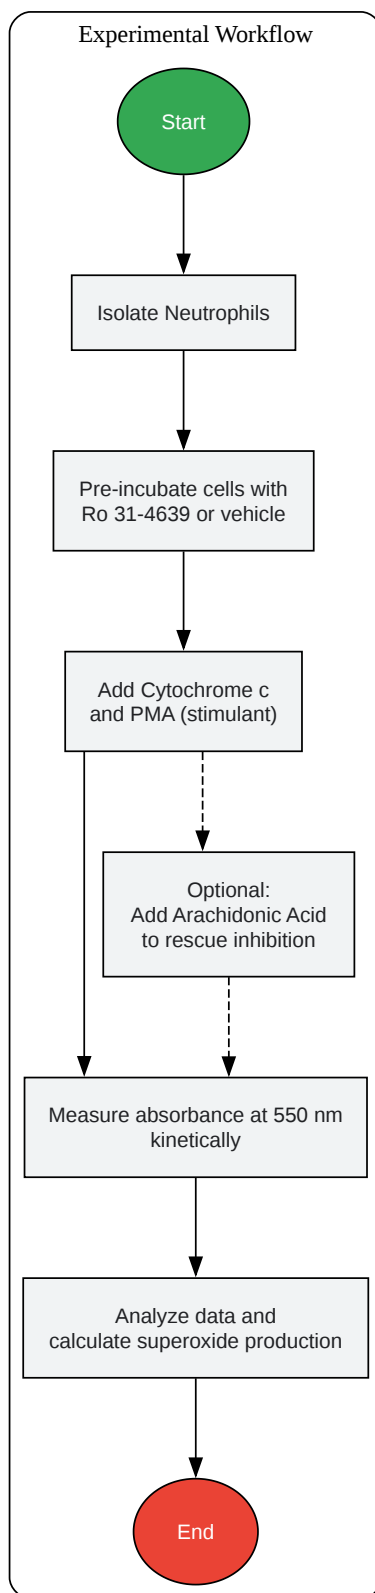 Experimental Workflow
Start
Isolate Neutrophils
Pre-incubate cells with
Ro 31-4639 or vehicle
Add Cytochrome c
and PMA (stimulant)
Optional:
Add Arachidonic Acid
to rescue inhibition
Measure absorbance at 550 nm
kinetically
Analyze data and
calculate superoxide production
End